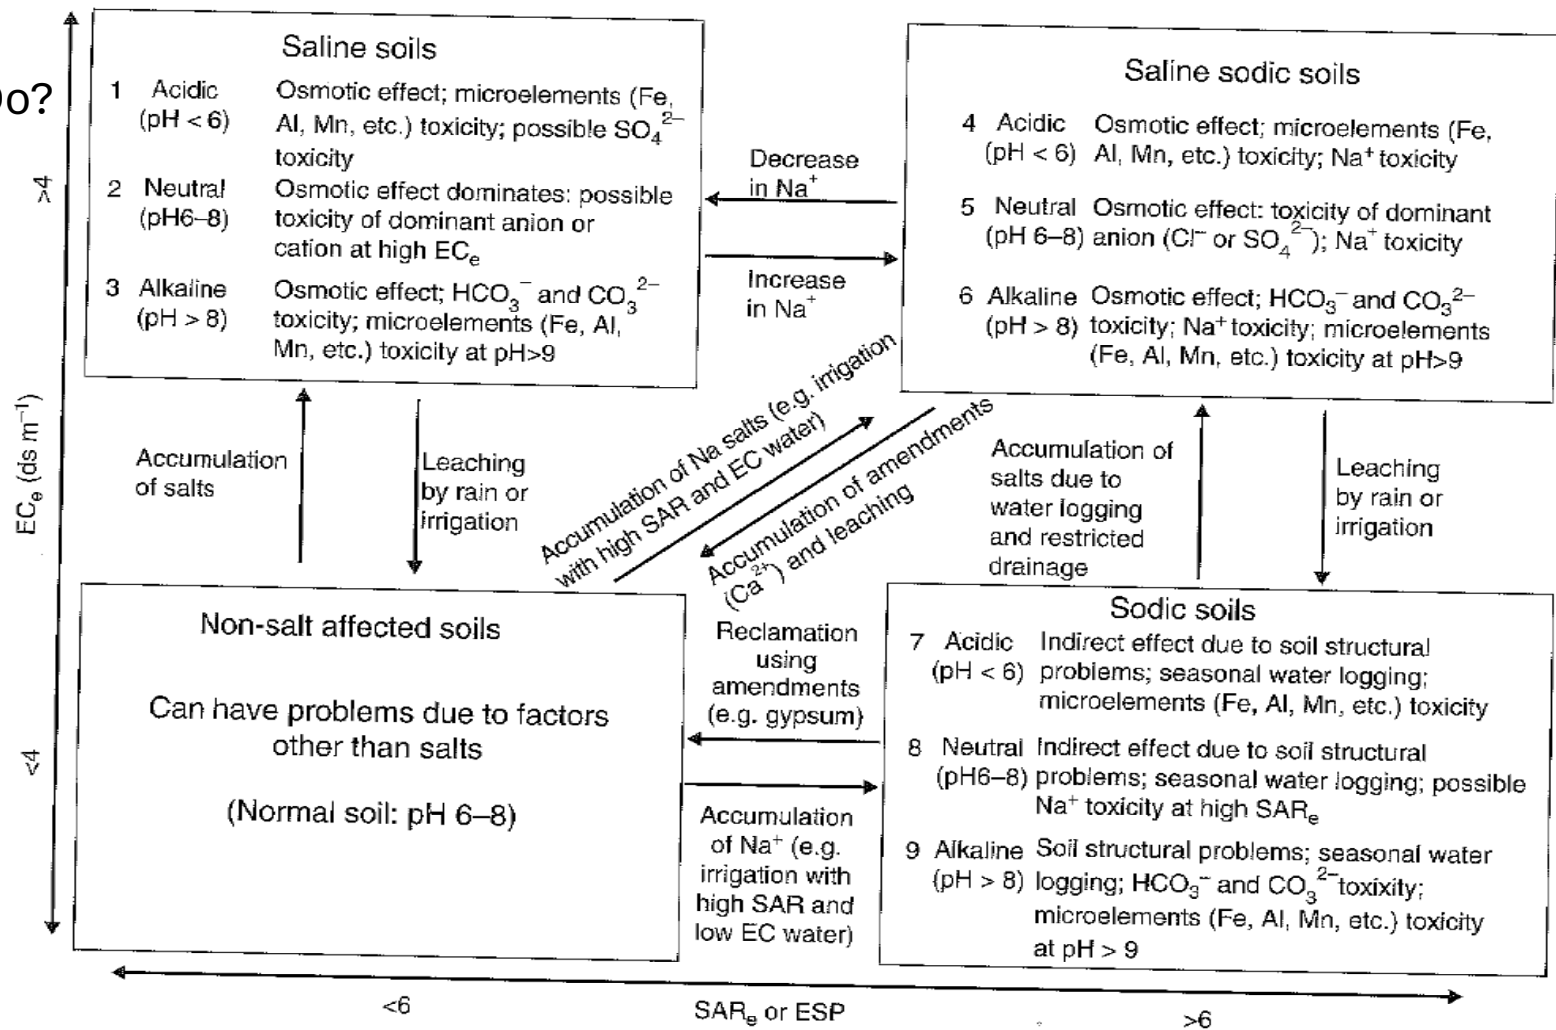 Do?
Saline soils
1 Acidic Osmotic effect; microelements (Fe,
(pH < 6) Al, Mn, etc.) toxicity; possible SO₄²⁻
toxicity
2 Neutral Osmotic effect dominates: possible
(pH6–8) toxicity of dominant anion or
cation at high ECₑ
3 Alkaline Osmotic effect; HCO₃⁻ and CO₃²⁻
(pH > 8) toxicity; microelements (Fe, Al,
Mn, etc.) toxicity at pH>9
Decrease
in Na⁺
Increase
in Na⁺
Saline sodic soils
4 Acidic Osmotic effect; microelements (Fe,
(pH < 6) Al, Mn, etc.) toxicity; Na⁺ toxicity
5 Neutral Osmotic effect: toxicity of dominant
(pH 6–8) anion (Cl⁻ or SO₄²⁻); Na⁺ toxicity
6 Alkaline Osmotic effect; HCO₃⁻ and CO₃²⁻
(pH > 8) toxicity; Na⁺ toxicity; microelements
(Fe, Al, Mn, etc.) toxicity at pH>9
>4
ECₑ (ds m⁻¹)
<4
Accumulation
of salts
Leaching
by rain or
irrigation
Accumulation of Na salts (e.g. irrigation
with high SAR and EC water)
Accumulation of amendments
(Ca²⁺) and leaching
Accumulation of
salts due to
water logging
and restricted
drainage
Leaching
by rain or
irrigation
Non-salt affected soils
Can have problems due to factors
other than salts
(Normal soil: pH 6–8)
Reclamation
using
amendments
(e.g. gypsum)
Accumulation
of Na⁺ (e.g.
irrigation with
high SAR and
low EC water)
Sodic soils
7 Acidic Indirect effect due to soil structural
(pH < 6) problems; seasonal water logging;
microelements (Fe, Al, Mn, etc.) toxicity
8 Neutral Indirect effect due to soil structural
(pH6–8) problems; seasonal water logging; possible
Na⁺ toxicity at high SARₑ
9 Alkaline Soil structural problems; seasonal water
(pH > 8) logging; HCO₃⁻ and CO₃²⁻toxixity;
microelements (Fe, Al, Mn, etc.) toxicity
at pH > 9
<6
SARₑ or ESP
>6